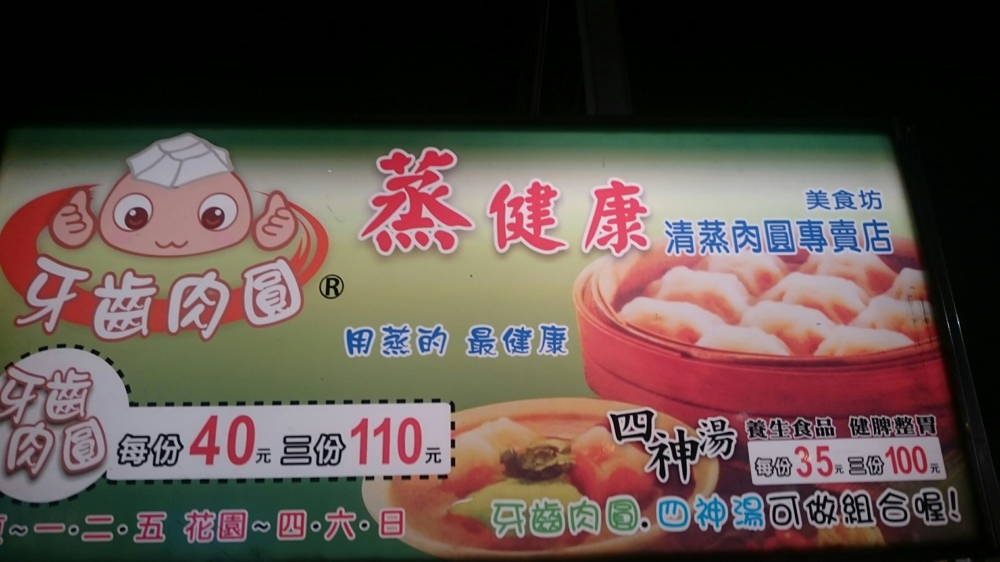 蒸健康
美食坊
清蒸肉圓專賣店
牙齒肉圓®
用蒸的 最健康
牙齒肉圓
每份40元 三份110元
四神湯
養生食品 健脾整胃
每份35元 三份100元
牙齒肉圓.四神湯可做組合喔!
~一·二·五 花園~四·六·日